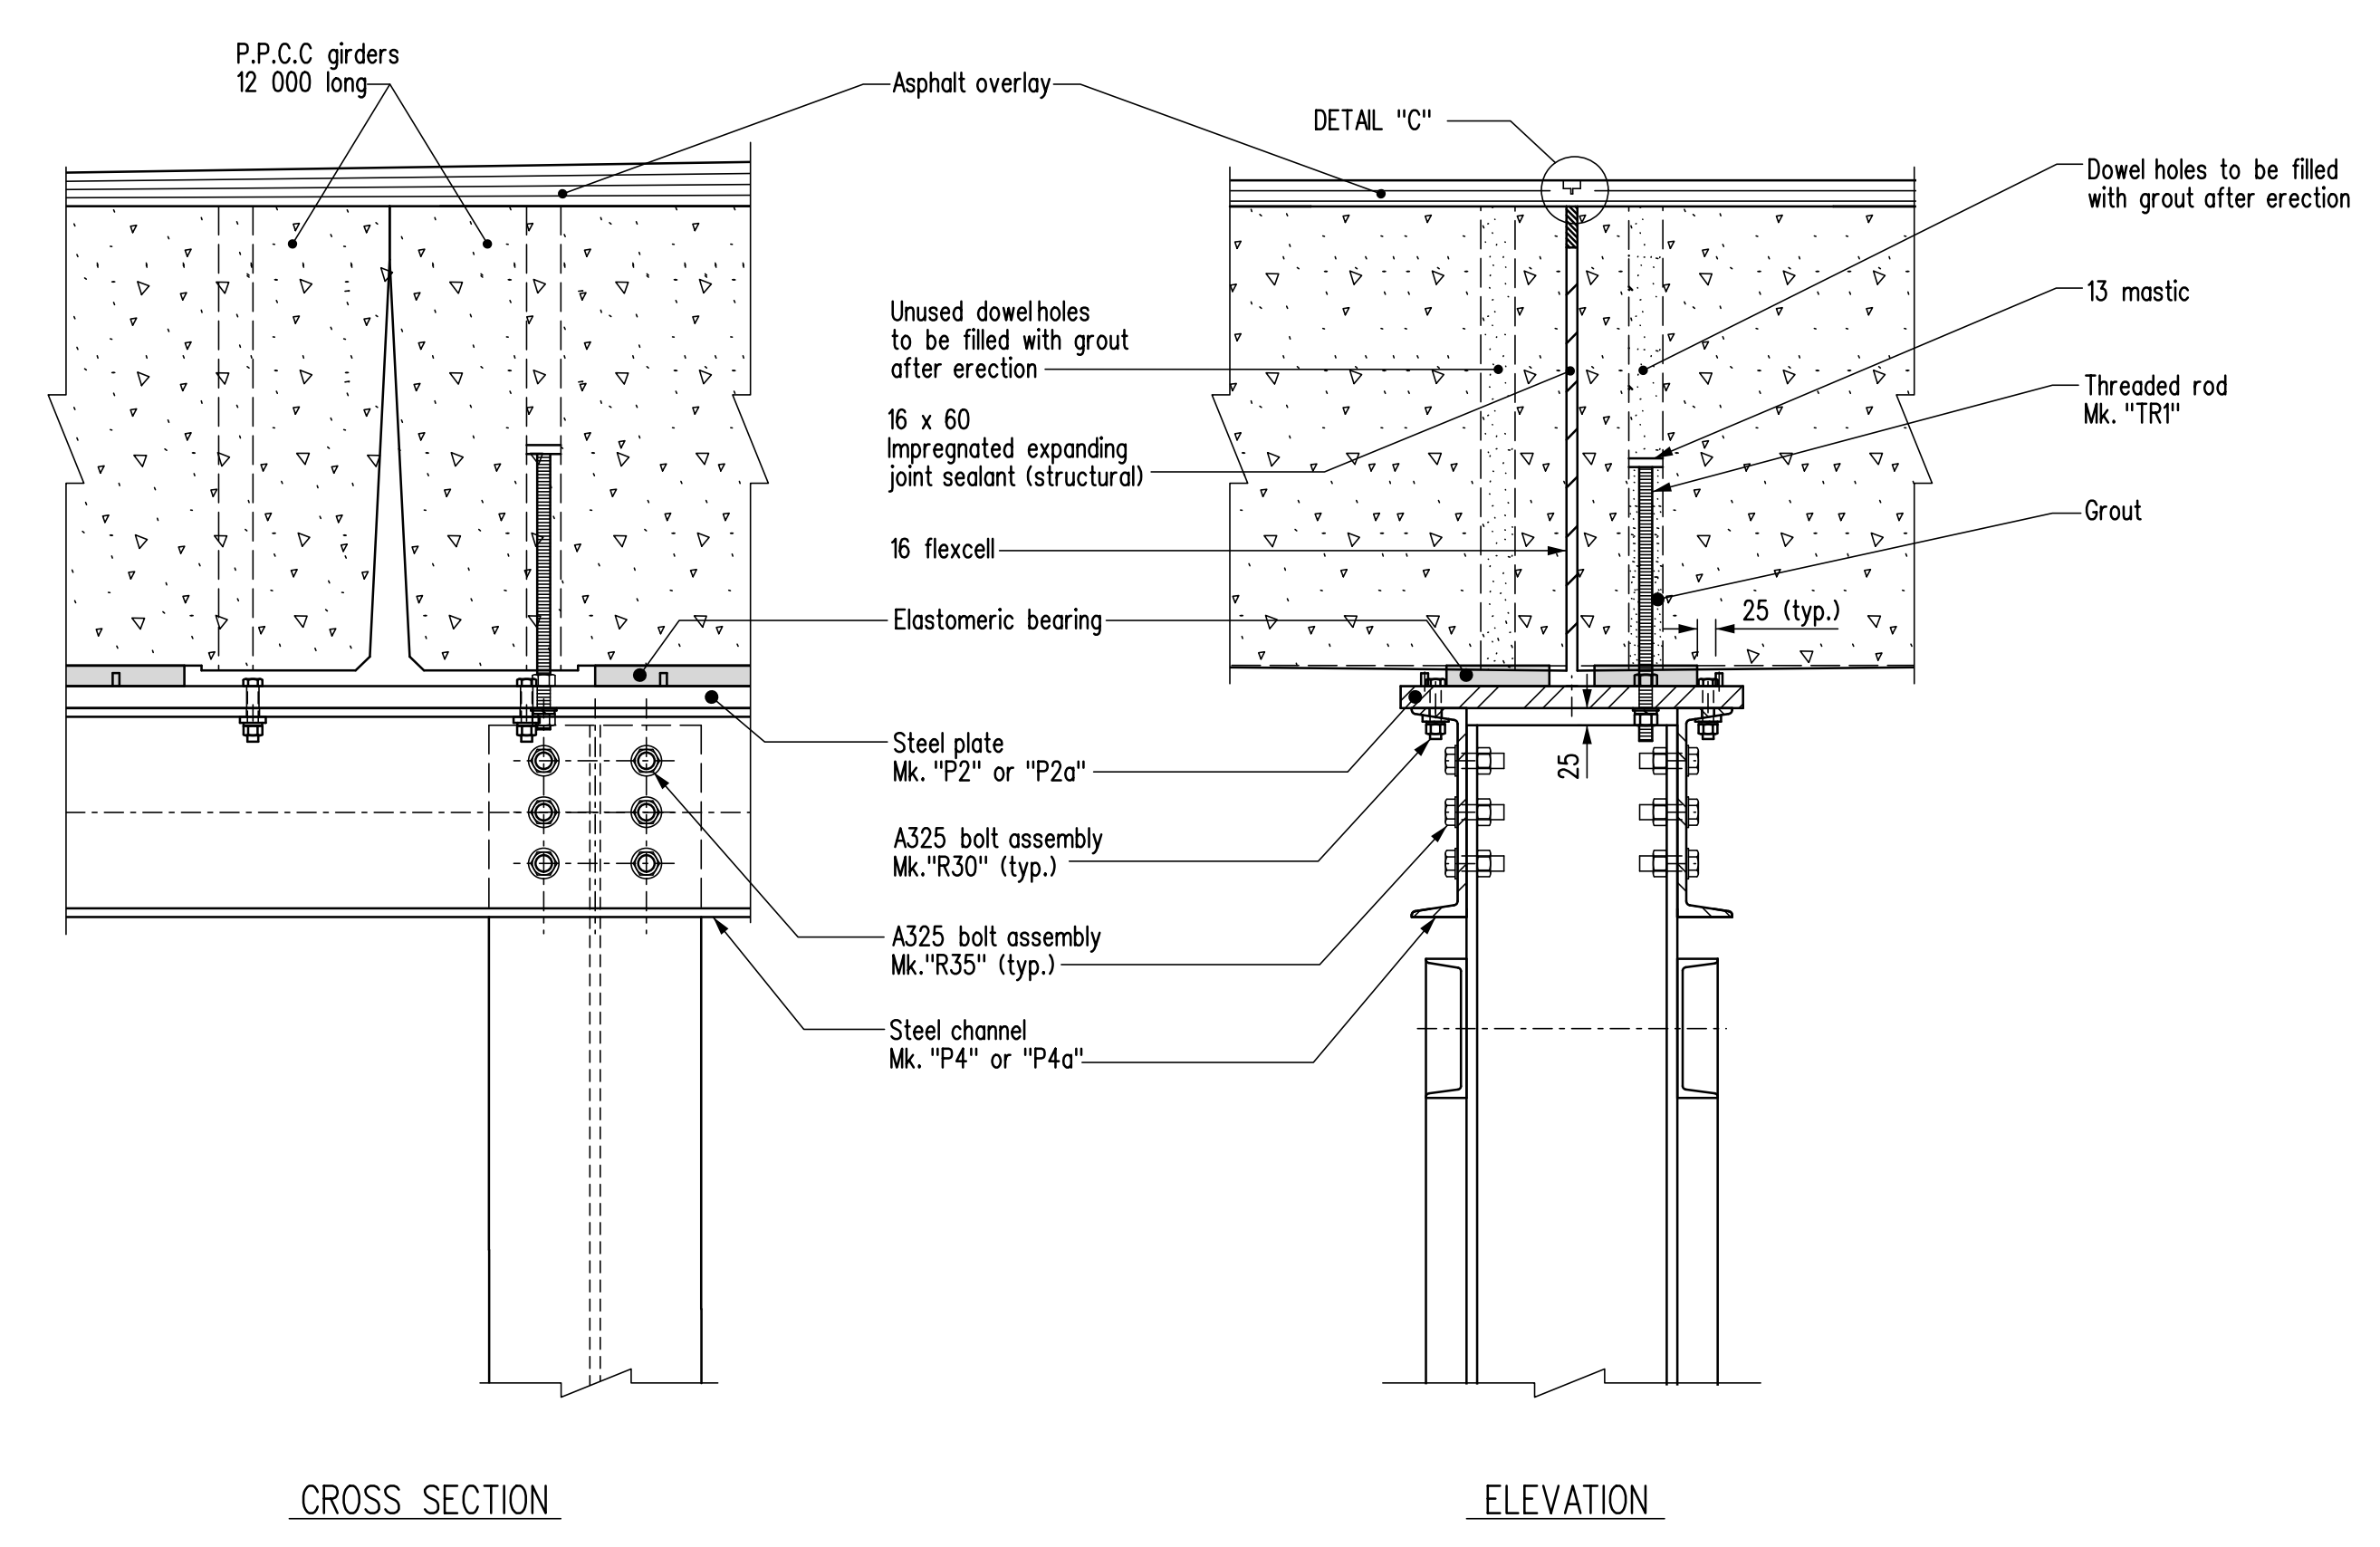 P.P.C.C girders
12 000 long
Asphalt overlay
DETAIL "C"
Dowel holes to be filled
with grout after erection
13 mastic
Unused dowel holes
to be filled with grout
after erection
Threaded rod
Mk. "TR1"
16 x 60
Impregnated expanding
joint sealant (structural)
Grout
16 flexcell
25 (typ.)
Elastomeric bearing
Steel plate
Mk. "P2" or "P2a"
25
A325 bolt assembly
Mk."R30" (typ.)
A325 bolt assembly
Mk."R35" (typ.)
Steel channel
Mk. "P4" or "P4a"
CROSS SECTION
ELEVATION